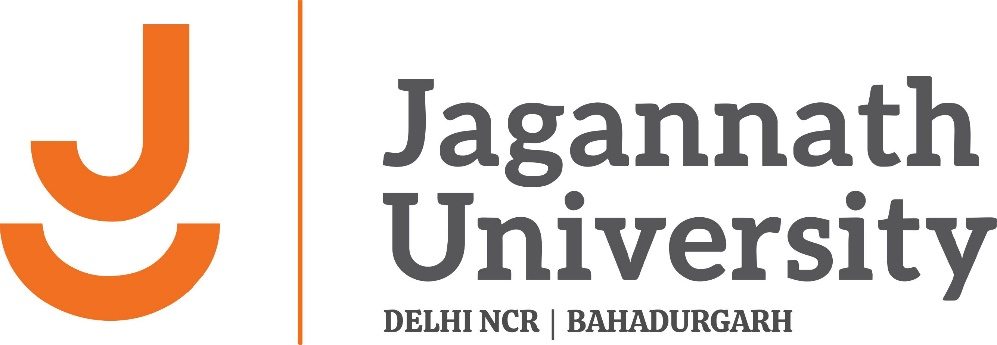 J
Jagannath
University
DELHI NCR | BAHADURGARH